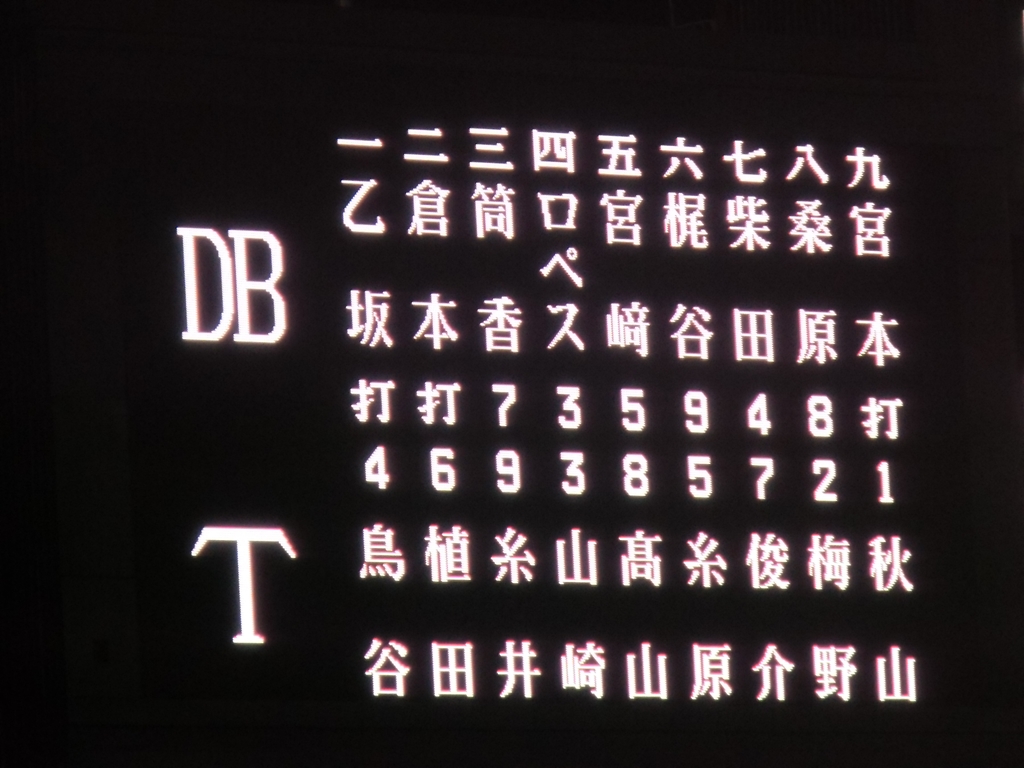 DB
一 乙坂 打
二 倉本 打
三 筒香 7
四 ロペス 3
五 宮﨑 5
六 梶谷 9
七 柴田 4
八 桑原 8
九 宮本 打
T
4 鳥谷
6 植田
9 糸井
3 山崎
8 髙山
5 糸原
7 俊介
2 梅野
1 秋山